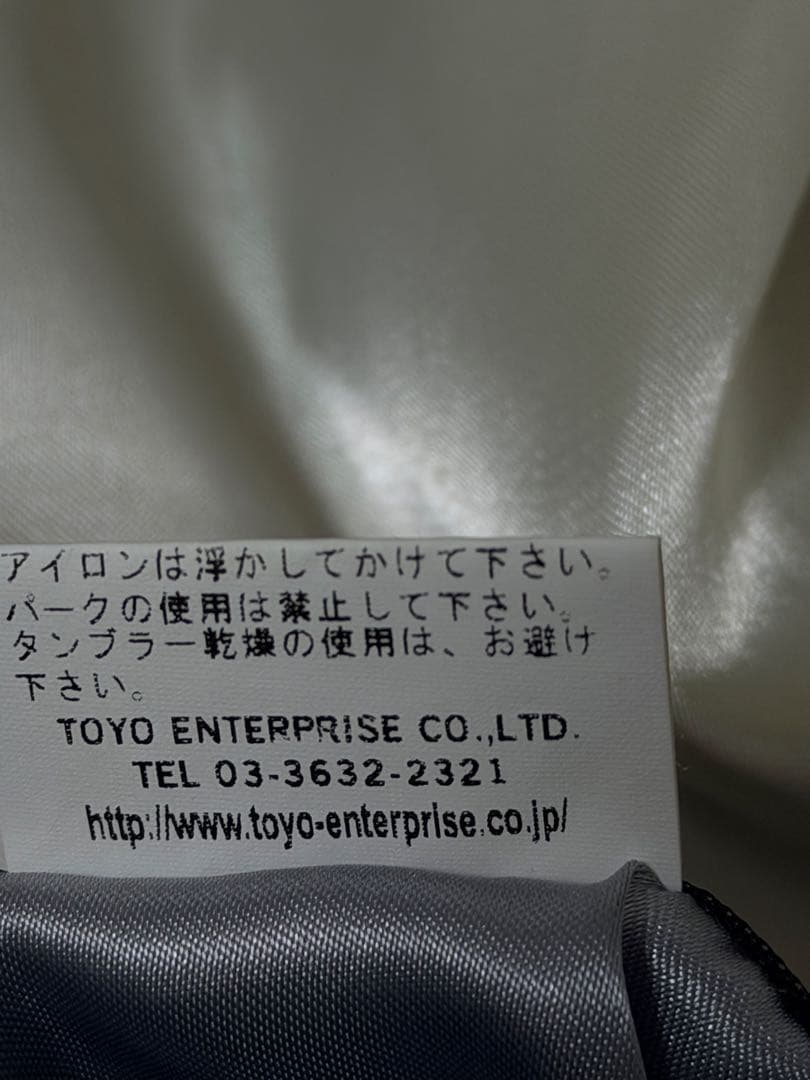 アイロンは浮かしてかけて下さい。
パークの使用は禁止して下さい。
タンブラー乾燥の使用は、お避け
下さい。
TOYO ENTERPRISE CO.,LTD.
TEL 03-3632-2321
http://www.toyo-enterprise.co.jp/